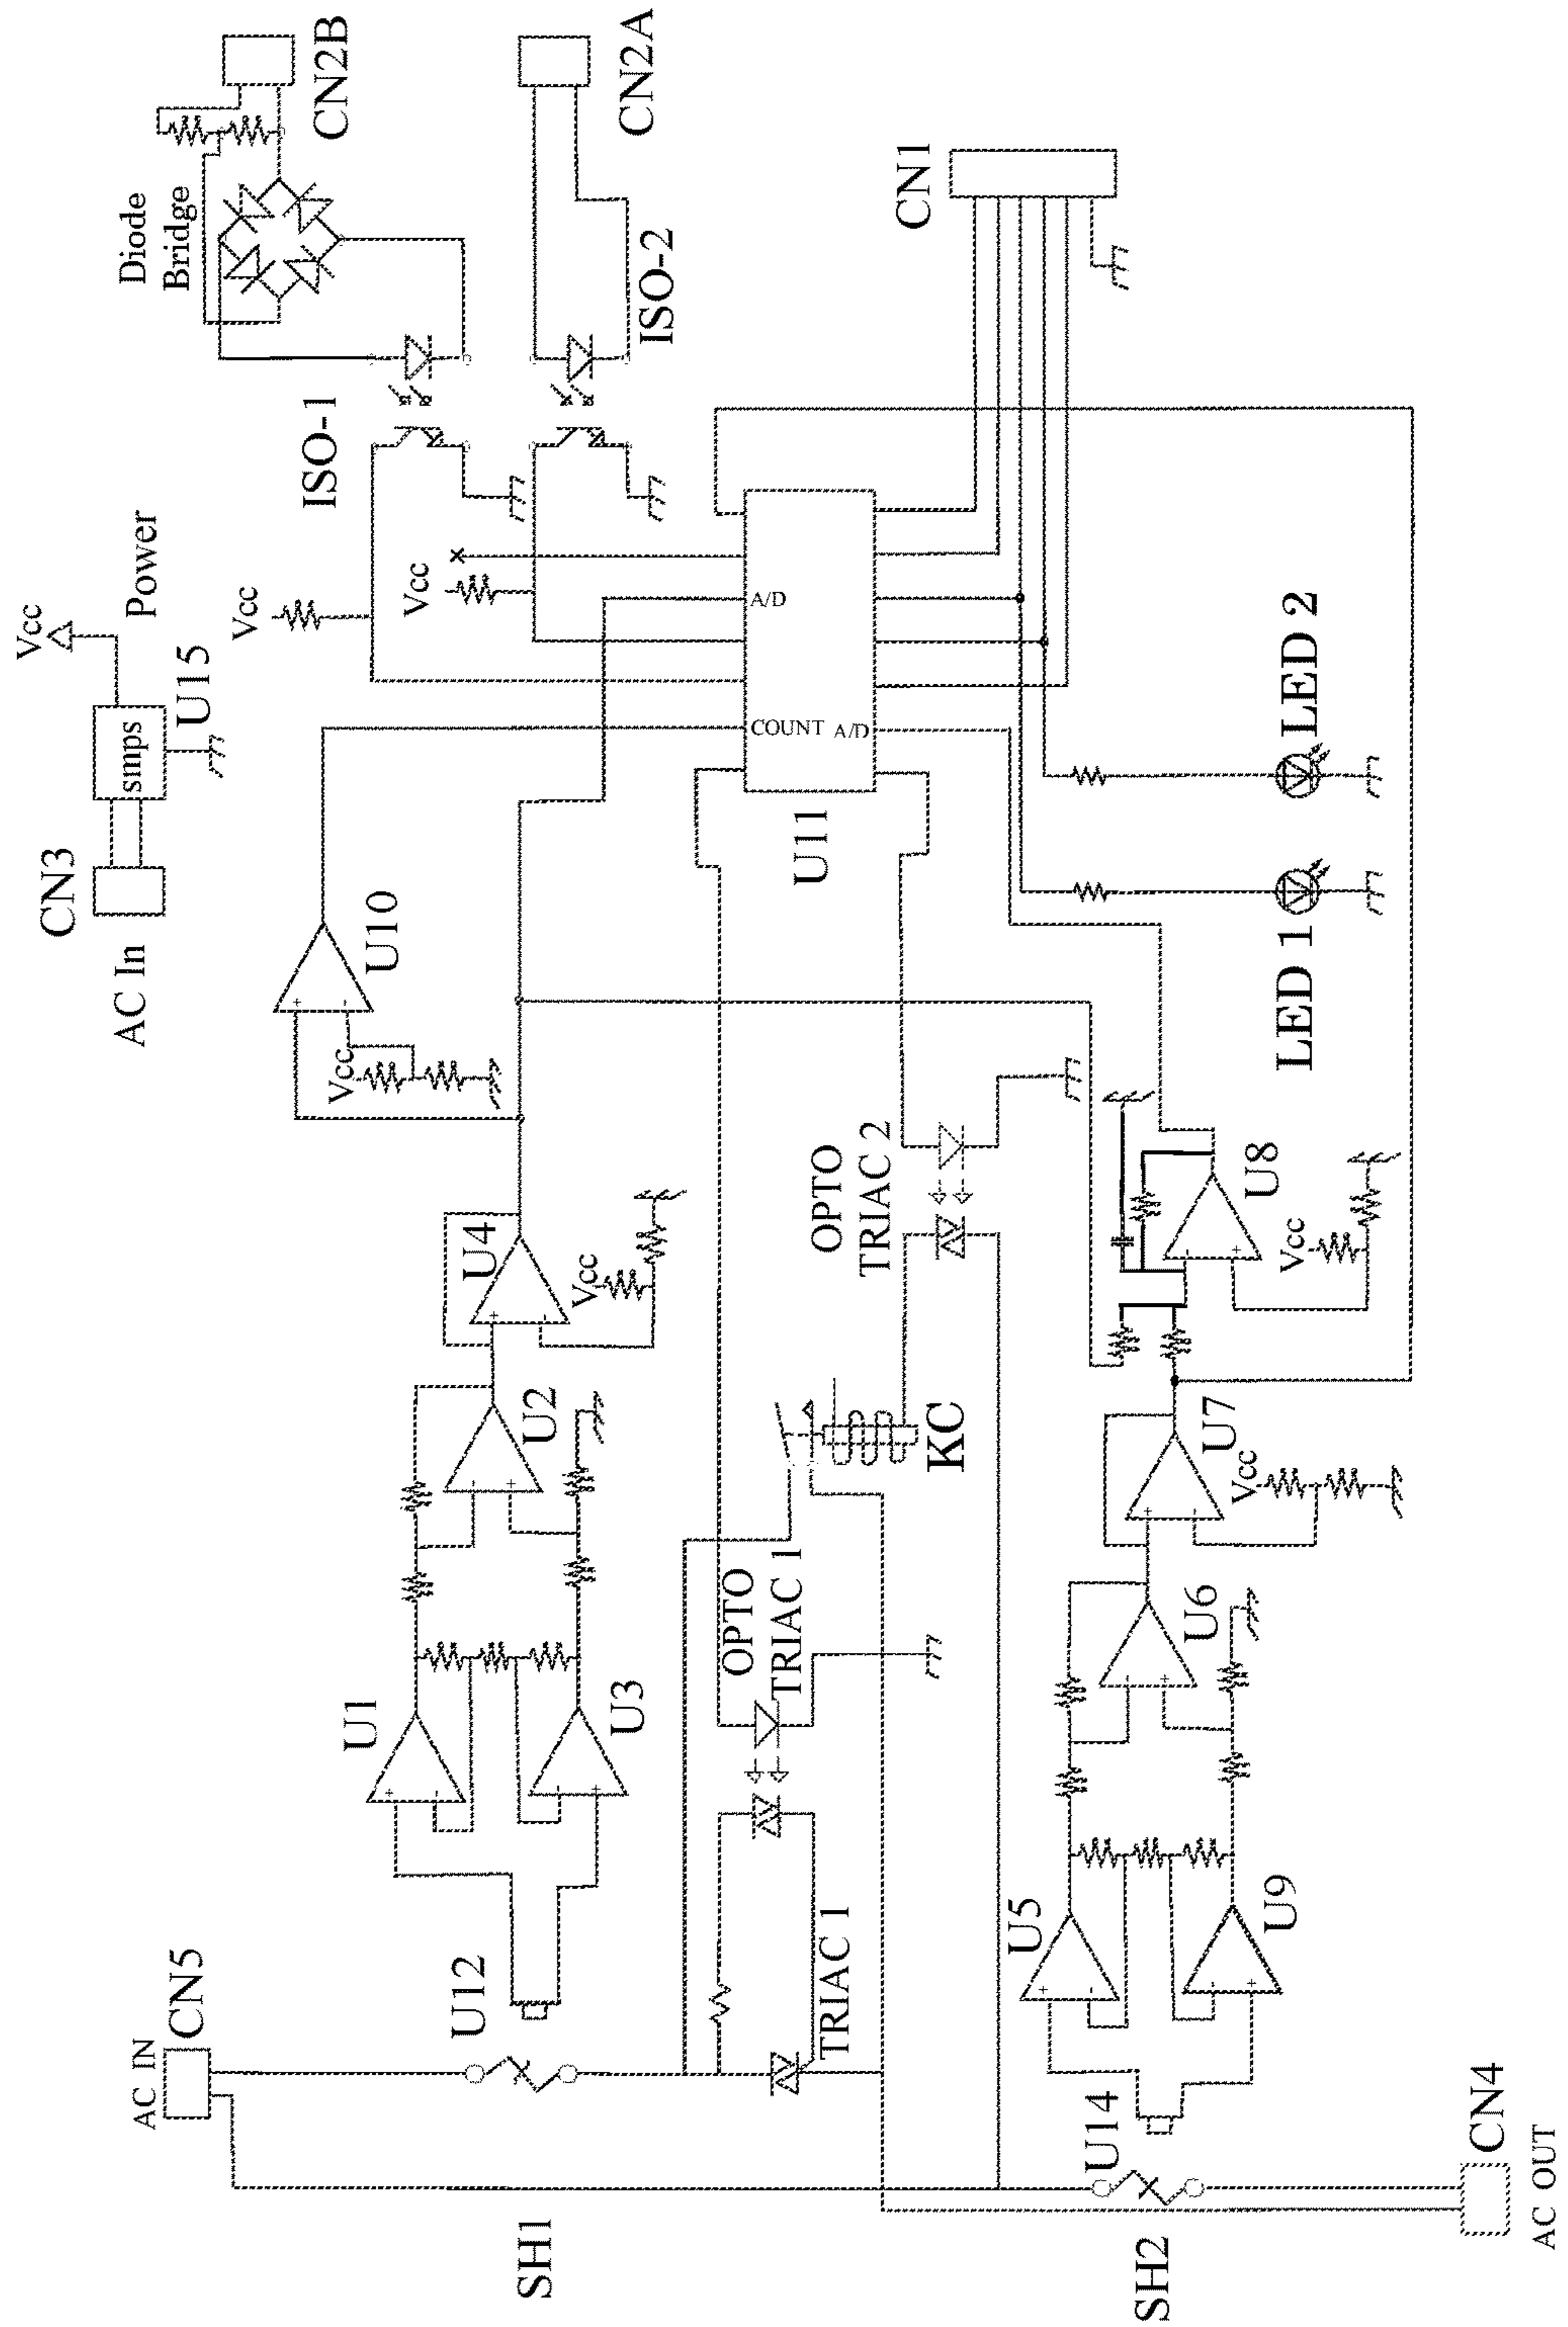 CN2B
CN2A
Diode
Bridge
CN1
ISO-2
ISO-1
Power
Vcc
smps
U15
CN3
AC In
Vcc
Vcc
A/D
COUNT
A/D
U11
LED 2
LED 1
U10
Vcc
U4
Vcc
OPTO
TRIAC 2
U8
Vcc
U2
KC
U7
Vcc
OPTO
TRIAC 1
U6
U1
U3
U5
U9
TRIAC 1
U12
U14
CN5
AC IN
SH1
SH2
CN4
AC OUT
+
-
+
-
+
-
+
-
+
-
+
-
+
-
+
-
+
-